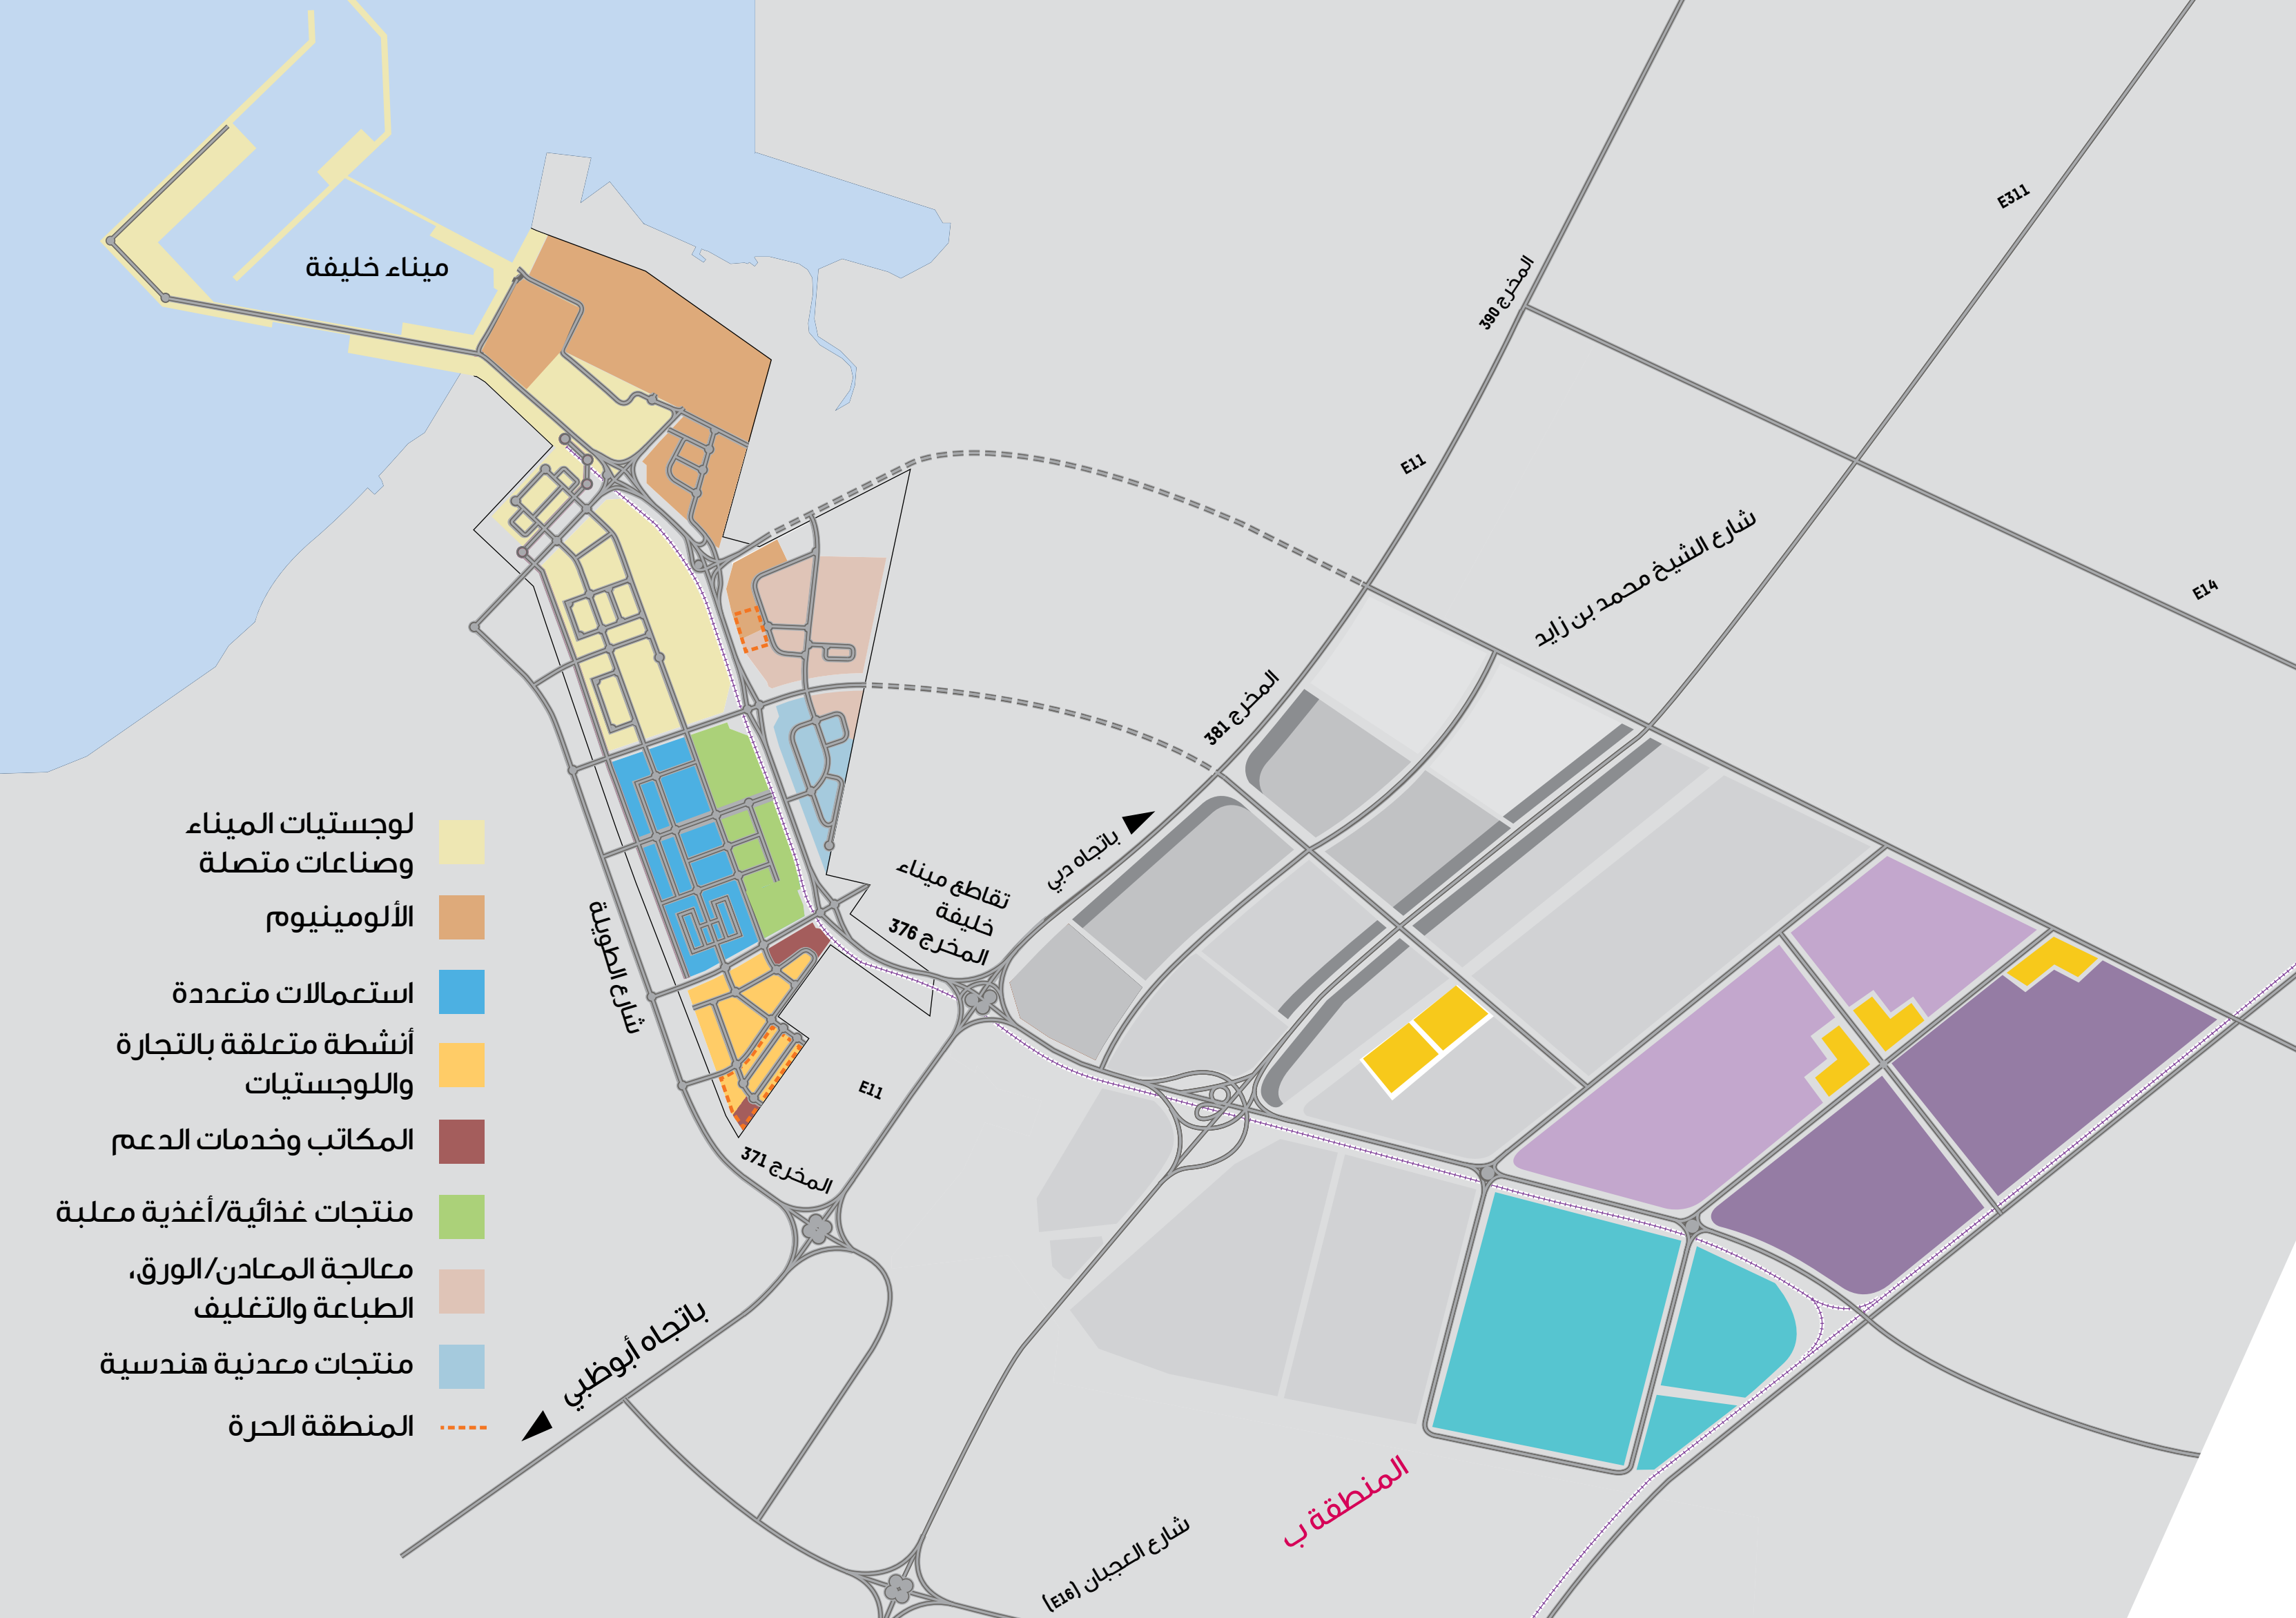 ميناء خليفة
E311
المخرج 390
E11
E14
شارع الشيخ محمد بن زايد
المخرج 381
باتجاه دبي
تقاطع ميناء
خليفة
المخرج 376
شارع الطويلة
E11
المخرج 371
باتجاه أبوظبي
المنطقة ب
شارع العجبان (E16)
لوجستيات الميناء
وصناعات متصلة
الألومينيوم
استعمالات متعددة
أنشطة متعلقة بالتجارة
واللوجستيات
المكاتب وخدمات الدعم
منتجات غذائية/أغذية معلبة
معالجة المعادن/الورق،
الطباعة والتغليف
منتجات معدنية هندسية
المنطقة الحرة